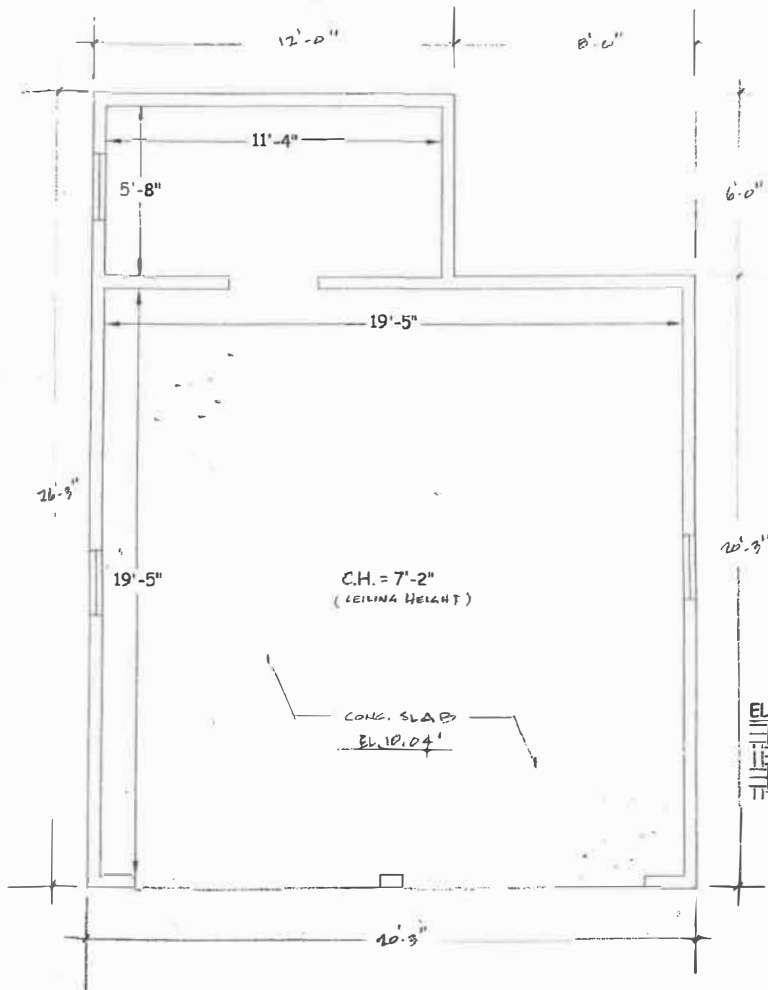 12'-0" 8'-0"
11'-4"
5'-8"
6'-0"
19'-5"
26'-3"
20'-3"
19'-5"
C.H. = 7'-2"
(CEILING HEIGHT)
CONC. SLAB
EL. 10.04'
EL
20'-3"